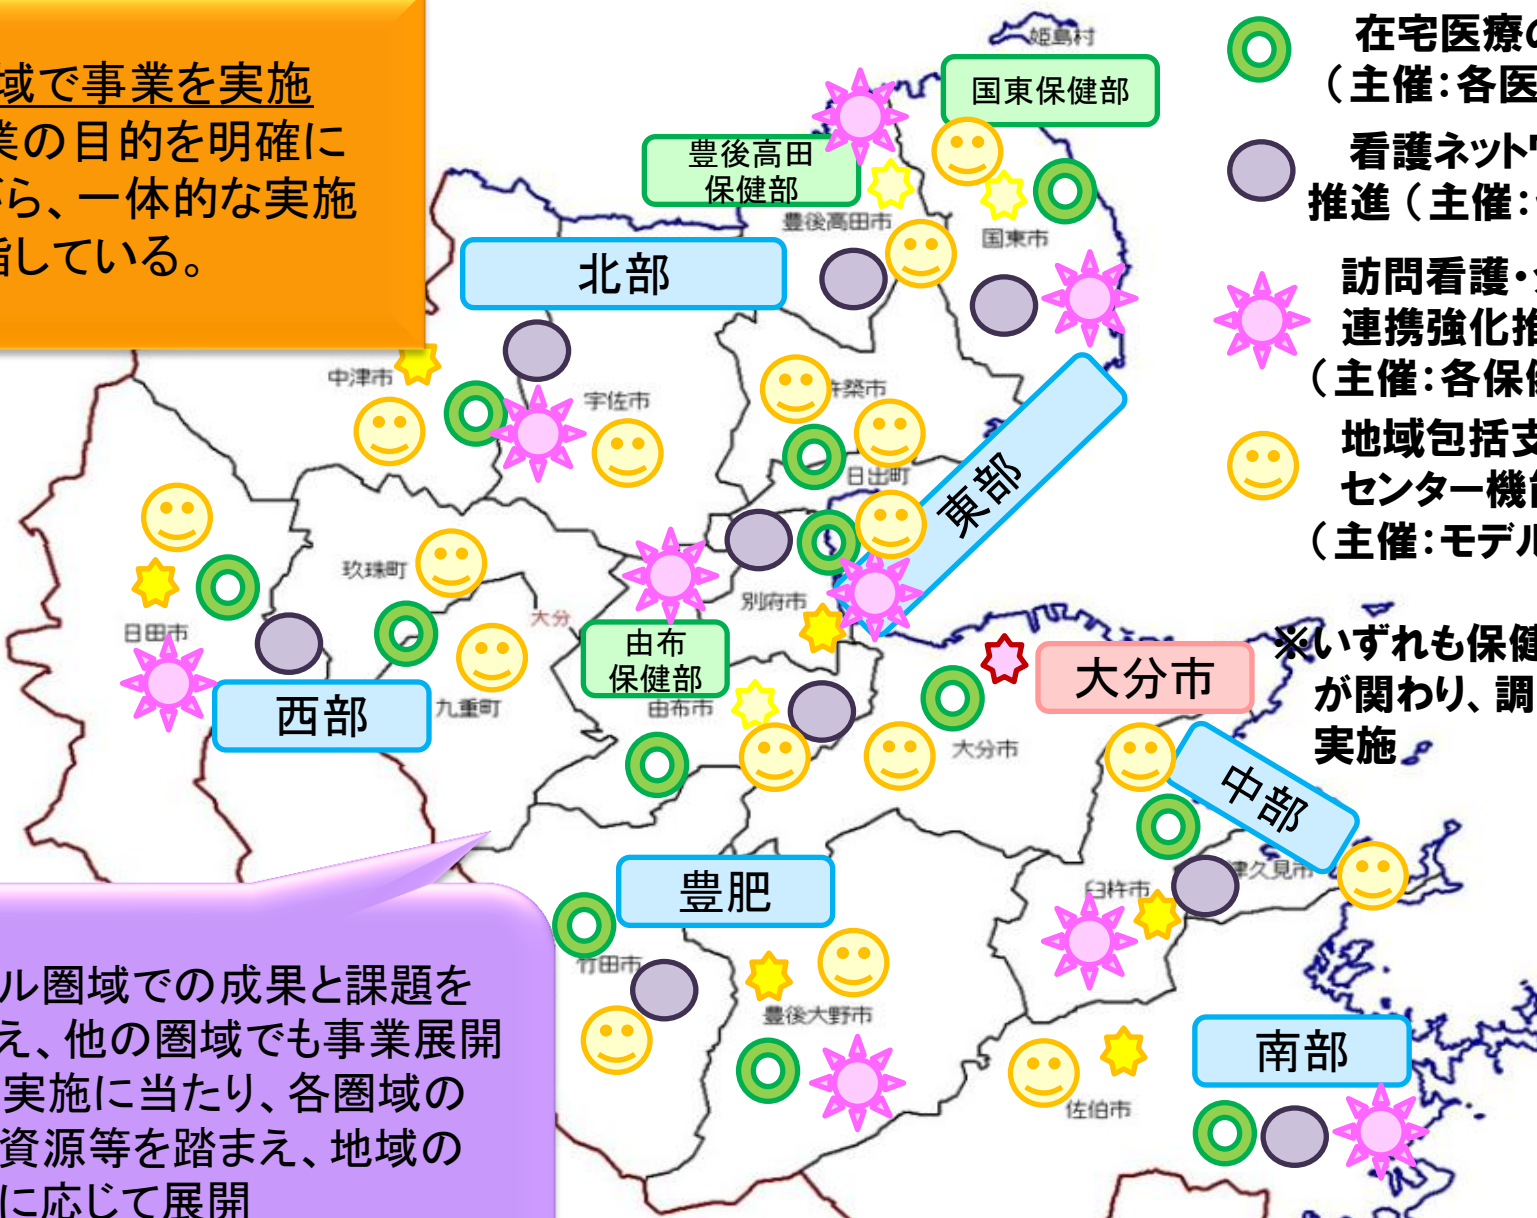 域で事業を実施
業の目的を明確に
がら、一体的な実施
指している。
姫島村
国東保健部
豊後高田
保健部
豊後高田市
国東市
北部
中津市
宇佐市
杵築市
日出町
東部
玖珠町
別府市
大分
日田市
由布
保健部
西部
九重町
由布市
大分市
大分市
中部
豊肥
臼杵市
津久見市
竹田市
豊後大野市
南部
佐伯市
ル圏域での成果と課題を
え、他の圏域でも事業展開
実施に当たり、各圏域の
資源等を踏まえ、地域の
に応じて展開
在宅医療の
（主催：各医
看護ネットワ
推進（主催：
訪問看護・
連携強化推
（主催：各保健
地域包括支
センター機能
（主催：モデル
※いずれも保健
が関わり、調
実施